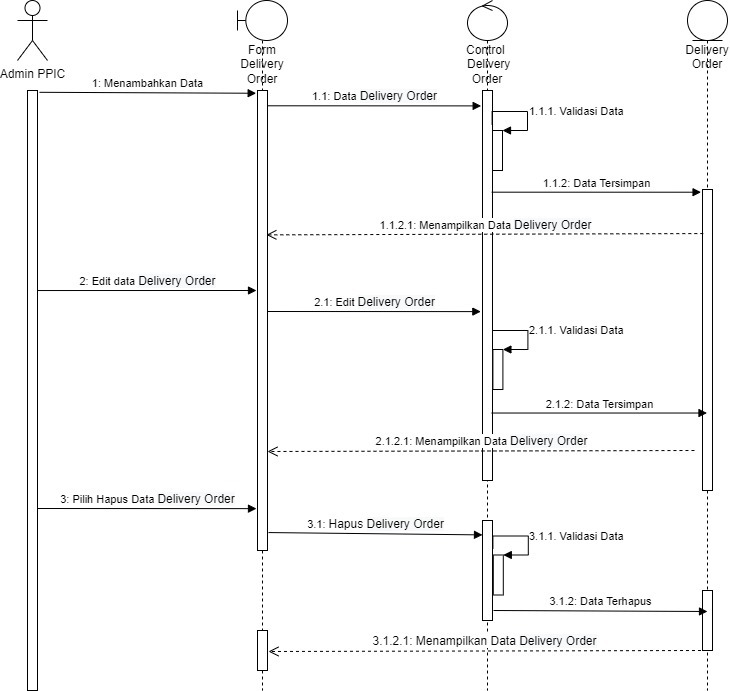 Admin PPIC
Form
Delivery
Order
Control
Delivery
Order
Delivery
Order
1: Menambahkan Data
1.1: Data Delivery Order
1.1.1. Validasi Data
1.1.2: Data Tersimpan
1.1.2.1: Menampilkan Data Delivery Order
2: Edit data Delivery Order
2.1: Edit Delivery Order
2.1.1. Validasi Data
2.1.2: Data Tersimpan
2.1.2.1: Menampilkan Data Delivery Order
3: Pilih Hapus Data Delivery Order
3.1: Hapus Delivery Order
3.1.1. Validasi Data
3.1.2: Data Terhapus
3.1.2.1: Menampilkan Data Delivery Order